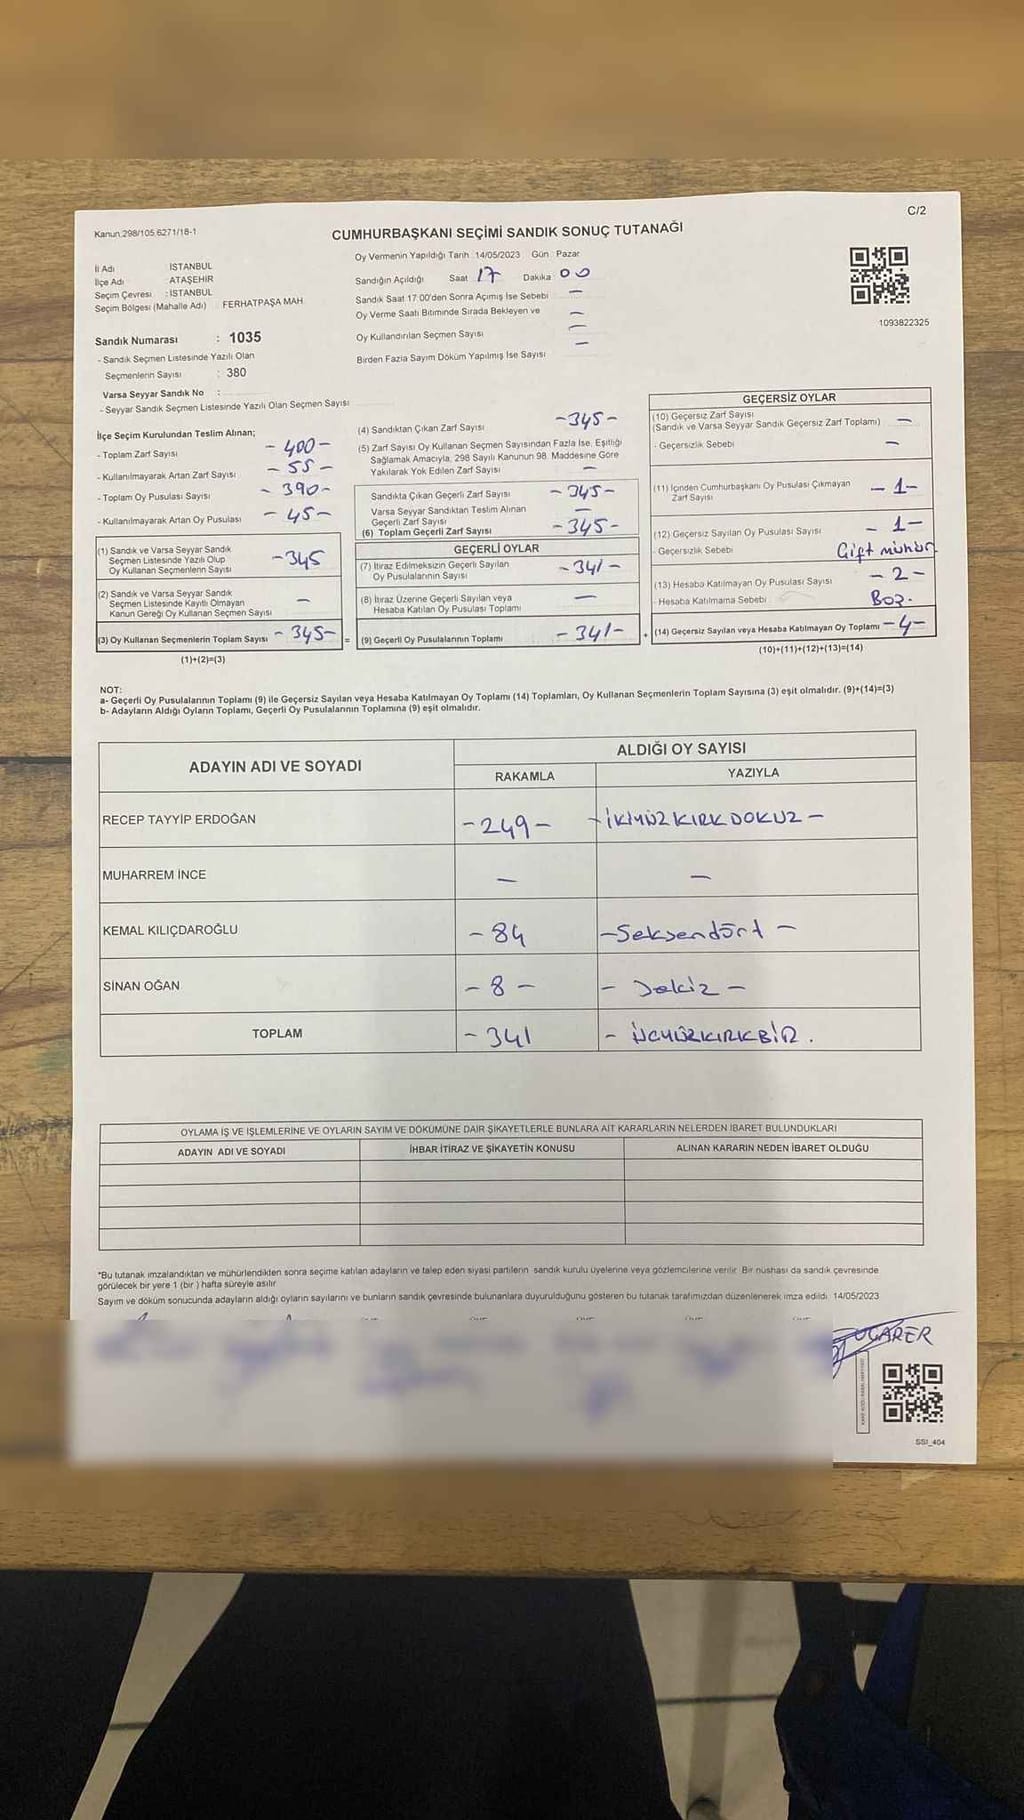 C/2
Kanun.298/105.6271/18-1
CUMHURBAŞKANI SEÇİMİ SANDIK SONUÇ TUTANAĞI
Oy Vermenin Yapıldığı Tarih : 14/05/2023 Gün : Pazar
İl Adı : İSTANBUL
İlçe Adı : ATAŞEHİR
Seçim Çevresi : İSTANBUL
Seçim Bölgesi (Mahalle Adı) : FERHATPAŞA MAH.
Sandığın Açıldığı Saat : 17 Dakika : 00
Sandık Saat 17:00'den Sonra Açımış İse Sebebi —
Oy Verme Saati Bitiminde Sırada Bekleyen ve —
Oy Kullandırılan Seçmen Sayısı —
Birden Fazla Sayım Döküm Yapılmış İse Sayısı —
1093822325
Sandık Numarası : 1035
- Sandık Seçmen Listesinde Yazılı Olan
Seçmenlerin Sayısı : 380
Varsa Seyyar Sandık No :
- Seyyar Sandık Seçmen Listesinde Yazılı Olan Seçmen Sayısı
İlçe Seçim Kurulundan Teslim Alınan;
- Toplam Zarf Sayısı - 400 -
- Kullanılmayarak Artan Zarf Sayısı - 55 -
- Toplam Oy Pusulası Sayısı - 390 -
- Kullanılmayarak Artan Oy Pusulası - 45 -
(1) Sandık ve Varsa Seyyar Sandık
Seçmen Listesinde Yazılı Olup
Oy Kullanan Seçmenlerin Sayısı - 345
(2) Sandık ve Varsa Seyyar Sandık
Seçmen Listesinde Kayıtlı Olmayan
Kanun Gereği Oy Kullanan Seçmen Sayısı —
(3) Oy Kullanan Seçmenlerin Toplam Sayısı - 345 - =
(1)+(2)=(3)
(4) Sandıktan Çıkan Zarf Sayısı - 345 -
(5) Zarf Sayısı Oy Kullanan Seçmen Sayısından Fazla İse, Eşitliği
Sağlamak Amacıyla, 298 Sayılı Kanunun 98. Maddesine Göre
Yakılarak Yok Edilen Zarf Sayısı —
Sandıkta Çıkan Geçerli Zarf Sayısı - 345 -
Varsa Seyyar Sandıktan Teslim Alınan
Geçerli Zarf Sayısı —
(6) Toplam Geçerli Zarf Sayısı - 345 -
GEÇERLİ OYLAR
(7) İtiraz Edilmeksizin Geçerli Sayılan
Oy Pusulalarının Sayısı - 341 -
(8) İtiraz Üzerine Geçerli Sayılan veya
Hesaba Katılan Oy Pusulası Toplamı —
(9) Geçerli Oy Pusulalarının Toplamı - 341 - +
GEÇERSİZ OYLAR
(10) Geçersiz Zarf Sayısı
(Sandık ve Varsa Seyyar Sandık Geçersiz Zarf Toplamı) —
- Geçersizlik Sebebi —
(11) İçinden Cumhurbaşkanı Oy Pusulası Çıkmayan
Zarf Sayısı - 1 -
(12) Geçersiz Sayılan Oy Pusulası Sayısı - 1 -
- Geçersizlik Sebebi Çift mühür
(13) Hesaba Katılmayan Oy Pusulası Sayısı - 2 -
- Hesaba Katılmama Sebebi Boş.
(14) Geçersiz Sayılan veya Hesaba Katılmayan Oy Toplamı - 4 -
(10)+(11)+(12)+(13)=(14)
NOT:
a- Geçerli Oy Pusulalarının Toplamı (9) ile Geçersiz Sayılan veya Hesaba Katılmayan Oy Toplamı (14) Toplamları, Oy Kullanan Seçmenlerin Toplam Sayısına (3) eşit olmalıdır. (9)+(14)=(3)
b- Adayların Aldığı Oyların Toplamı, Geçerli Oy Pusulalarının Toplamına (9) eşit olmalıdır.
ADAYIN ADI VE SOYADI ALDIĞI OY SAYISI
RAKAMLA YAZIYLA
RECEP TAYYİP ERDOĞAN - 249 - - İKİYÜZKIRKDOKUZ -
MUHARREM İNCE — —
KEMAL KILIÇDAROĞLU - 84 - Seksendört -
SİNAN OĞAN - 8 - - Sekiz -
TOPLAM - 341 - ÜÇYÜZKIRKBİR.
OYLAMA İŞ VE İŞLEMLERİNE VE OYLARIN SAYIM VE DÖKÜMÜNE DAİR ŞİKAYETLERLE BUNLARA AİT KARARLARIN NELERDEN İBARET BULUNDUKLARI
ADAYIN ADI VE SOYADI İHBAR İTİRAZ VE ŞİKAYETİN KONUSU ALINAN KARARIN NEDEN İBARET OLDUĞU
*Bu tutanak imzalandıktan ve mühürlendikten sonra seçime katılan adayların ve talep eden siyasi partilerin sandık kurulu üyelerine veya gözlemcilerine verilir. Bir nüshası da sandık çevresinde
görülecek bir yere 1 (bir ) hafta süreyle asılır.
Sayım ve döküm sonucunda adayların aldığı oyların sayılarını ve bunların sandık çevresinde bulunanlara duyurulduğunu gösteren bu tutanak tarafımızdan düzenlenerek imza edildi. 14/05/2023
SSI_404